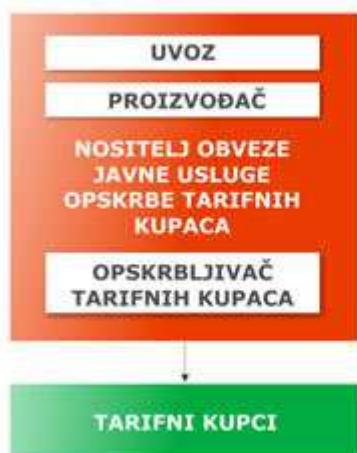 UVOZ
PROIZVOĐAČ
NOSITELJ OBVEZE
JAVNE USLUGE
OPSKRBE TARIFNIH
KUPACA
OPSKRBLJIVAČ
TARIFNIH KUPACA
TARIFNI KUPCI